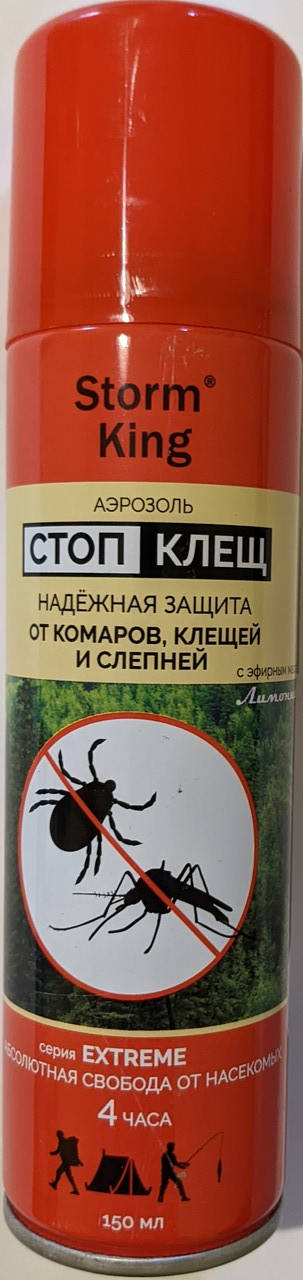 Storm®
King
АЭРОЗОЛЬ
СТОП КЛЕЩ
НАДЁЖНАЯ ЗАЩИТА
ОТ КОМАРОВ, КЛЕЩЕЙ
И СЛЕПНЕЙ
с эфирным
серия EXTREME
АБСОЛЮТНАЯ СВОБОДА ОТ НАСЕКОМЫХ
4 ЧАСА
150 МЛ